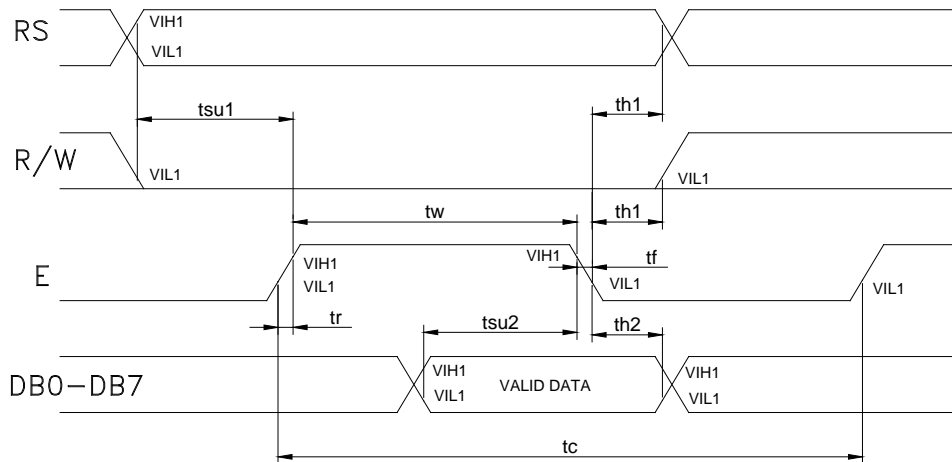 RS
VIH1
VIL1
tsu1
th1
R/W
VIL1
VIL1
tw
th1
E
VIH1
VIL1
VIH1
tf
VIL1
VIL1
tr
tsu2
th2
DB0-DB7
VIH1
VIL1
VALID DATA
VIH1
VIL1
tc